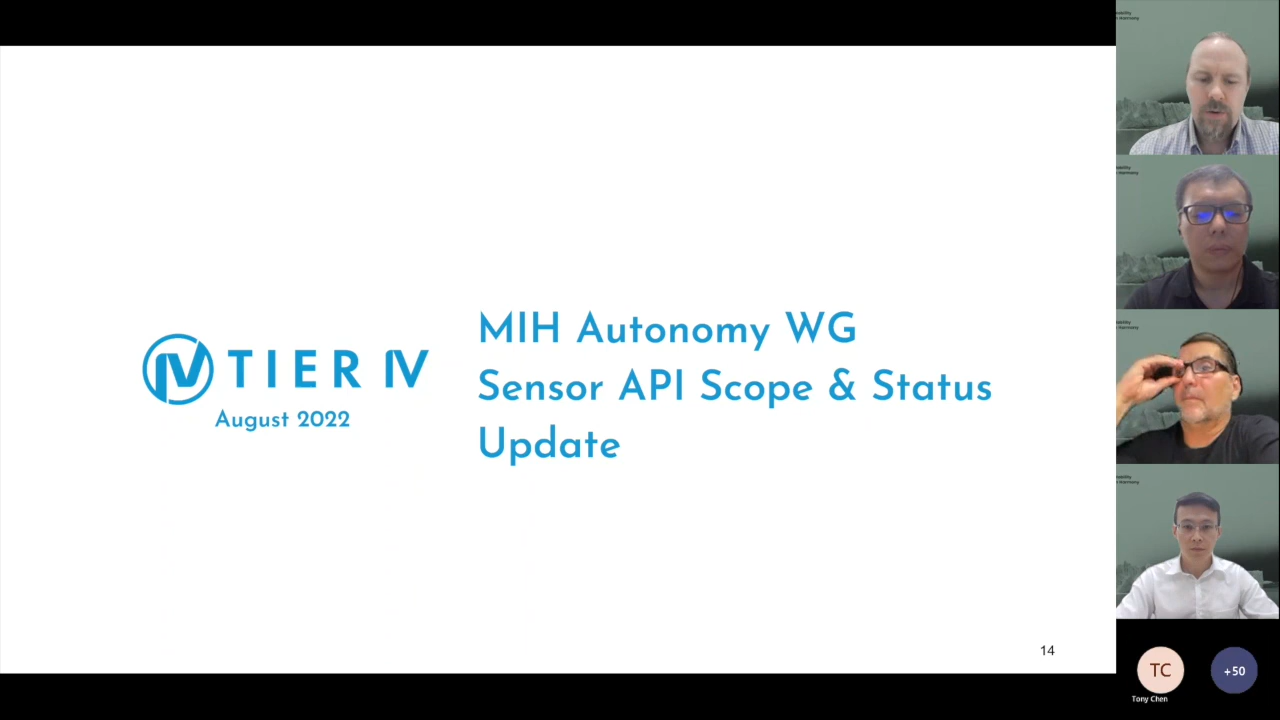 TIER IV
August 2022
MIH Autonomy WG
Sensor API Scope & Status
Update
14
TC
+50
Tony Chen